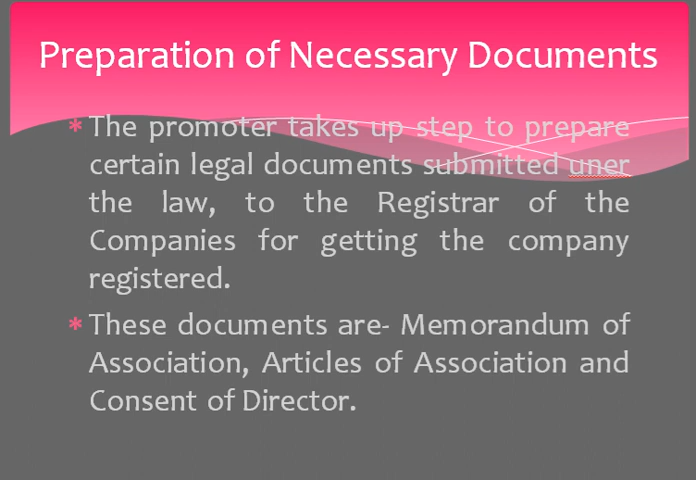 Preparation of Necessary Documents
* The promoter takes up step to prepare
certain legal documents submitted uner
the law, to the Registrar of the
Companies for getting the company
registered.
* These documents are- Memorandum of
Association, Articles of Association and
Consent of Director.